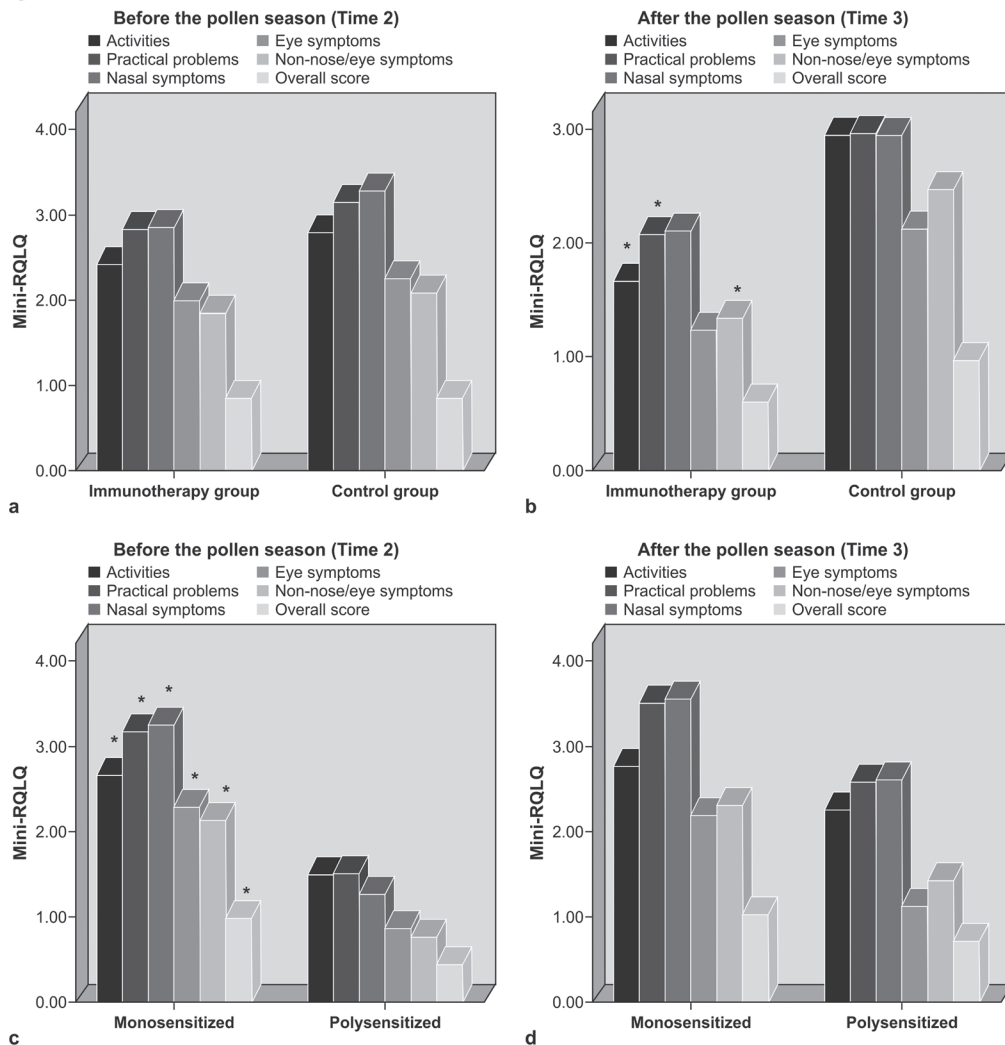 Before the pollen season (Time 2)
Activities Eye symptoms
Practical problems Non-nose/eye symptoms
Nasal symptoms Overall score
4.00
3.00
2.00
1.00
0.00
Mini-RQLQ
* * *
Immunotherapy group Control group
a
After the pollen season (Time 3)
Activities Eye symptoms
Practical problems Non-nose/eye symptoms
Nasal symptoms Overall score
3.00
2.00
1.00
0.00
Mini-RQLQ
Immunotherapy group Control group
b
Before the pollen season (Time 2)
Activities Eye symptoms
Practical problems Non-nose/eye symptoms
Nasal symptoms Overall score
4.00
3.00
2.00
1.00
0.00
Mini-RQLQ
* * * * * *
Monosensitized Polysensitized
c
After the pollen season (Time 3)
Activities Eye symptoms
Practical problems Non-nose/eye symptoms
Nasal symptoms Overall score
4.00
3.00
2.00
1.00
0.00
Mini-RQLQ
Monosensitized Polysensitized
d